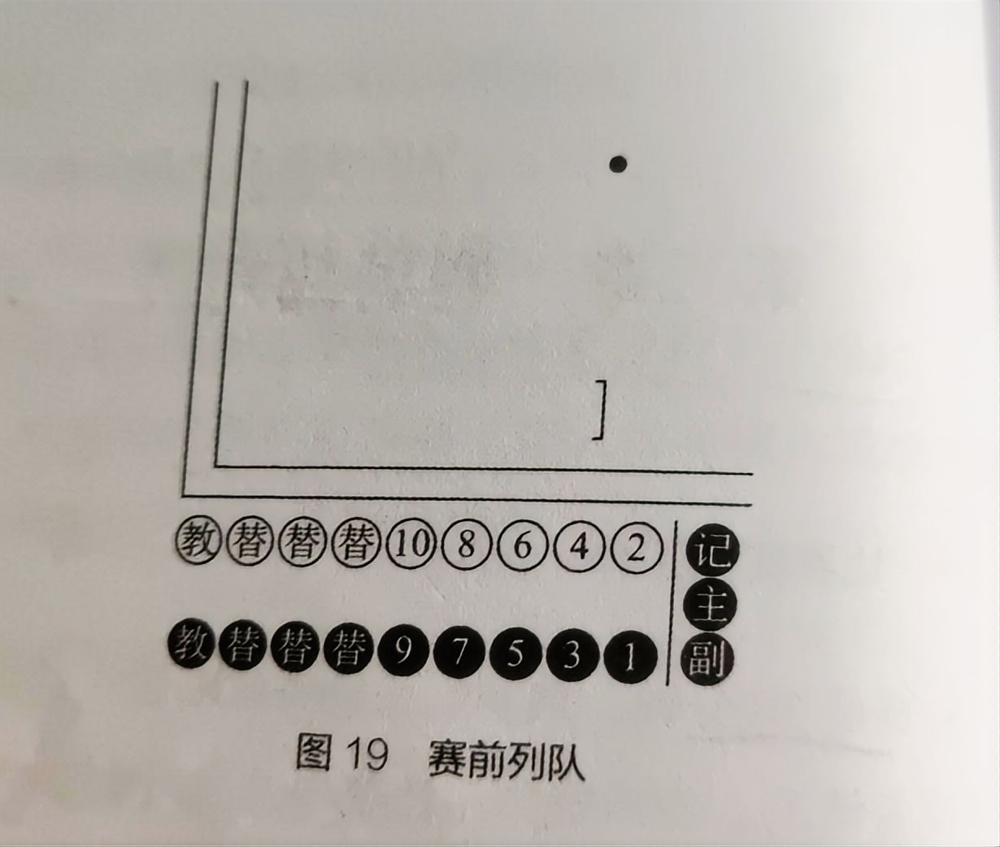 教 替 替 替 10 8 6 4 2 记
主
教 替 替 替 9 7 5 3 1 副
图 19 赛前列队